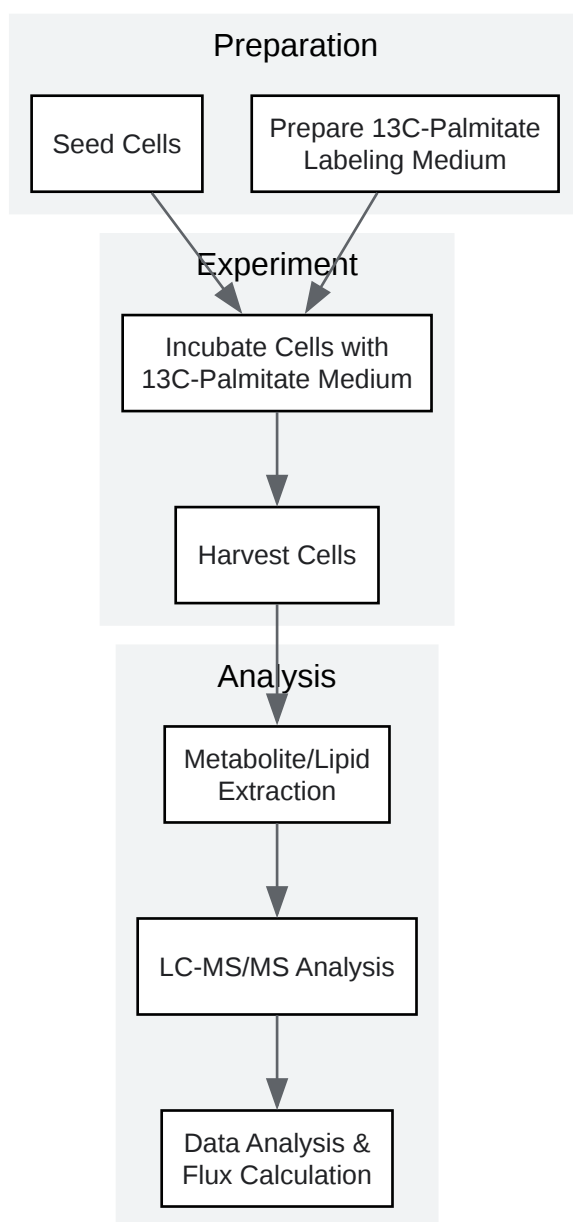 Preparation
Seed Cells
Prepare 13C-Palmitate
Labeling Medium
Experiment
Incubate Cells with
13C-Palmitate Medium
Harvest Cells
Analysis
Metabolite/Lipid
Extraction
LC-MS/MS Analysis
Data Analysis &
Flux Calculation